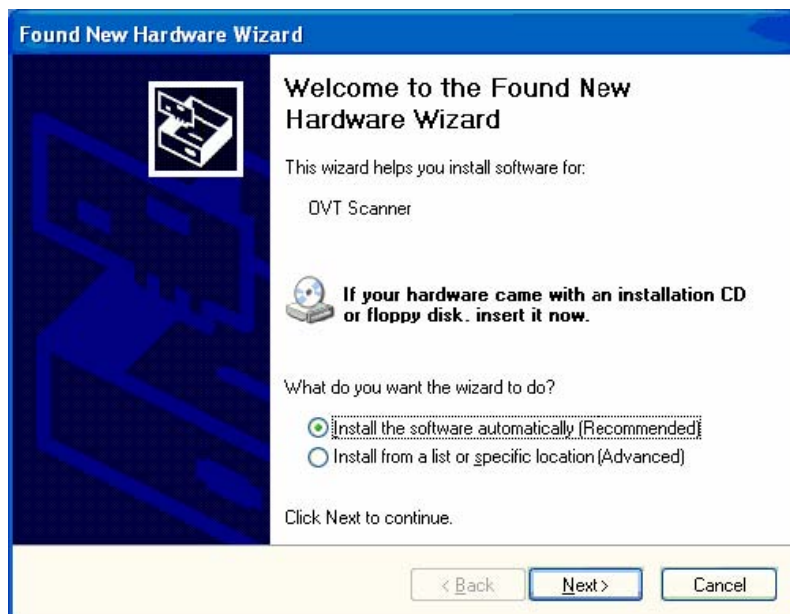 Found New Hardware Wizard
Welcome to the Found New
Hardware Wizard
This wizard helps you install software for:
OVT Scanner
If your hardware came with an installation CD
or floppy disk, insert it now.
What do you want the wizard to do?
Install the software automatically (Recommended)
Install from a list or specific location (Advanced)
Click Next to continue.
< Back
Next >
Cancel